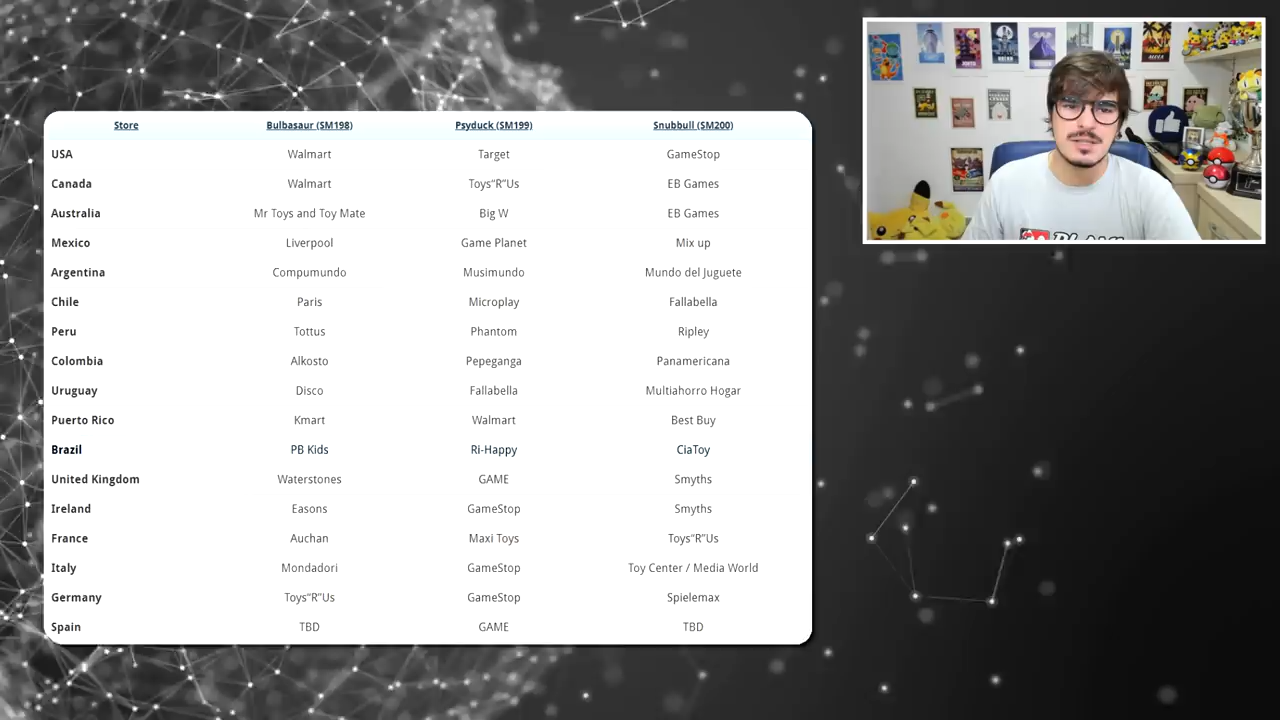 Store Bulbasaur (SM198) Psyduck (SM199) Snubbull (SM200)
USA Walmart Target GameStop
Canada Walmart Toys"R"Us EB Games
Australia Mr Toys and Toy Mate Big W EB Games
Mexico Liverpool Game Planet Mix up
Argentina Compumundo Musimundo Mundo del Juguete
Chile Paris Microplay Fallabella
Peru Tottus Phantom Ripley
Colombia Alkosto Pepeganga Panamericana
Uruguay Disco Fallabella Multiahorro Hogar
Puerto Rico Kmart Walmart Best Buy
Brazil PB Kids Ri-Happy CiaToy
United Kingdom Waterstones GAME Smyths
Ireland Easons GameStop Smyths
France Auchan Maxi Toys Toys"R"Us
Italy Mondadori GameStop Toy Center / Media World
Germany Toys"R"Us GameStop Spielemax
Spain TBD GAME TBD